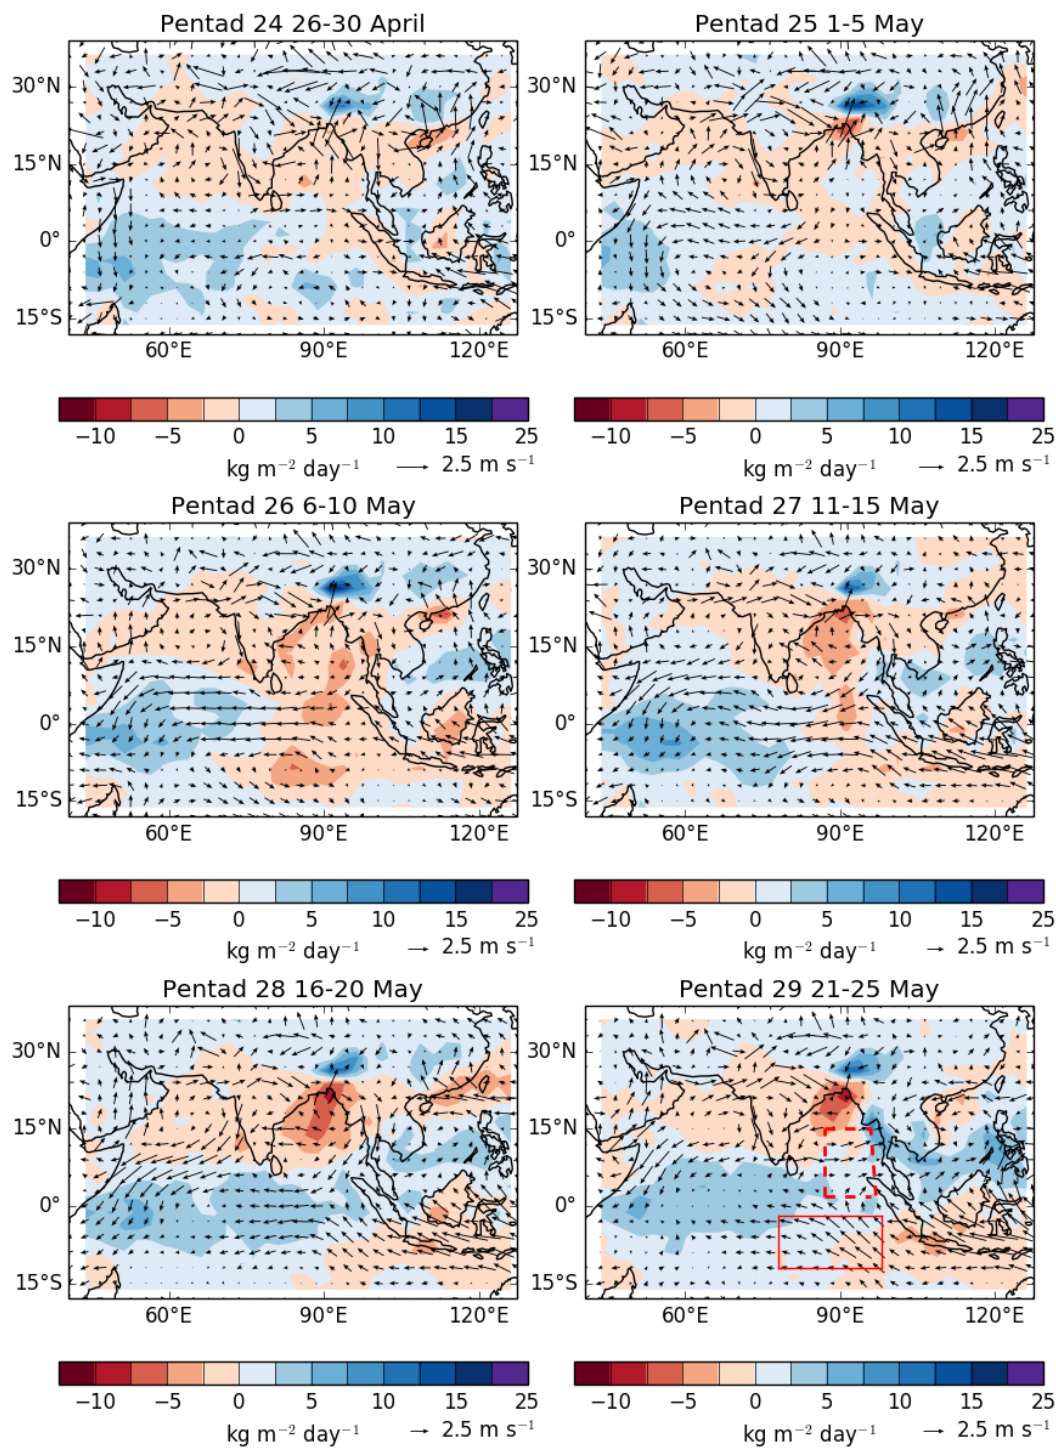 Pentad 24 26-30 April
Pentad 25 1-5 May
30°N
15°N
0°
15°S
60°E 90°E 120°E
30°N
15°N
0°
15°S
60°E 90°E 120°E
−10 −5 0 5 10 15 25
kg m⁻² day⁻¹ 2.5 m s⁻¹
−10 −5 0 5 10 15 25
kg m⁻² day⁻¹ 2.5 m s⁻¹
Pentad 26 6-10 May
Pentad 27 11-15 May
30°N
15°N
0°
15°S
60°E 90°E 120°E
30°N
15°N
0°
15°S
60°E 90°E 120°E
−10 −5 0 5 10 15 25
kg m⁻² day⁻¹ 2.5 m s⁻¹
−10 −5 0 5 10 15 25
kg m⁻² day⁻¹ 2.5 m s⁻¹
Pentad 28 16-20 May
Pentad 29 21-25 May
30°N
15°N
0°
15°S
60°E 90°E 120°E
30°N
15°N
0°
15°S
60°E 90°E 120°E
−10 −5 0 5 10 15 25
kg m⁻² day⁻¹ 2.5 m s⁻¹
−10 −5 0 5 10 15 25
kg m⁻² day⁻¹ 2.5 m s⁻¹